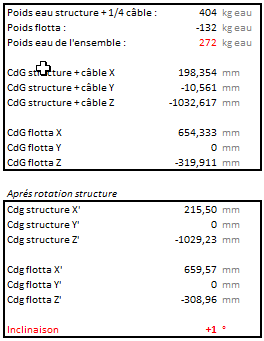 Poids eau structure + 1/4 câble : 404 kg eau
Poids flotta : -132 kg eau
Poids eau de l'ensemble : 272 kg eau
CdG structure + câble X 198,354 mm
CdG structure + câble Y -10,561 mm
CdG structure + câble Z -1032,617 mm
CdG flotta X 654,333 mm
CdG flotta Y 0 mm
CdG flotta Z -319,911 mm
Aprés rotation structure
Cdg structure X' 215,50 mm
Cdg structure Y' 0 mm
Cdg structure Z' -1029,23 mm
Cdg flotta X' 659,57 mm
Cdg flotta Y' 0 mm
Cdg flotta Z' -308,96 mm
Inclinaison +1 °